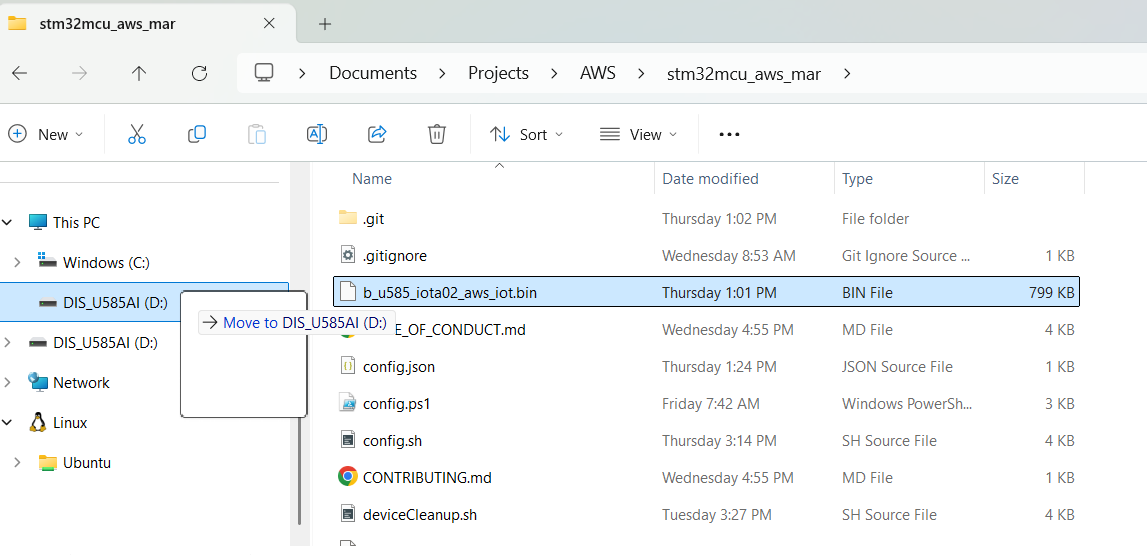 stm32mcu_aws_mar
Documents > Projects > AWS > stm32mcu_aws_mar >
New Sort View
Name Date modified Type Size
This PC
Windows (C:)
DIS_U585AI (D:)
DIS_U585AI (D:)
Network
Linux
Ubuntu
.git Thursday 1:02 PM File folder
.gitignore Wednesday 8:53 AM Git Ignore Source ... 1 KB
b_u585_iota02_aws_iot.bin Thursday 1:01 PM BIN File 799 KB
Move to DIS_U585AI (D:)
E_OF_CONDUCT.md Wednesday 4:55 PM MD File 4 KB
config.json Thursday 1:24 PM JSON Source File 1 KB
config.ps1 Friday 7:42 AM Windows PowerSh... 3 KB
config.sh Thursday 3:14 PM SH Source File 4 KB
CONTRIBUTING.md Wednesday 4:55 PM MD File 1 KB
deviceCleanup.sh Tuesday 3:27 PM SH Source File 4 KB